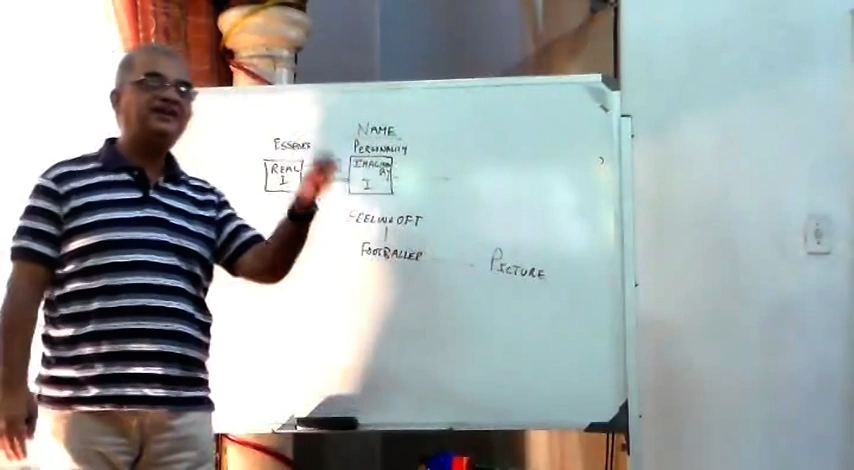 NAME
ESSENCE PERSONALITY
REAL IMAGINARY
I I
FEELING OF I
|
FOOTBALLER
PICTURE